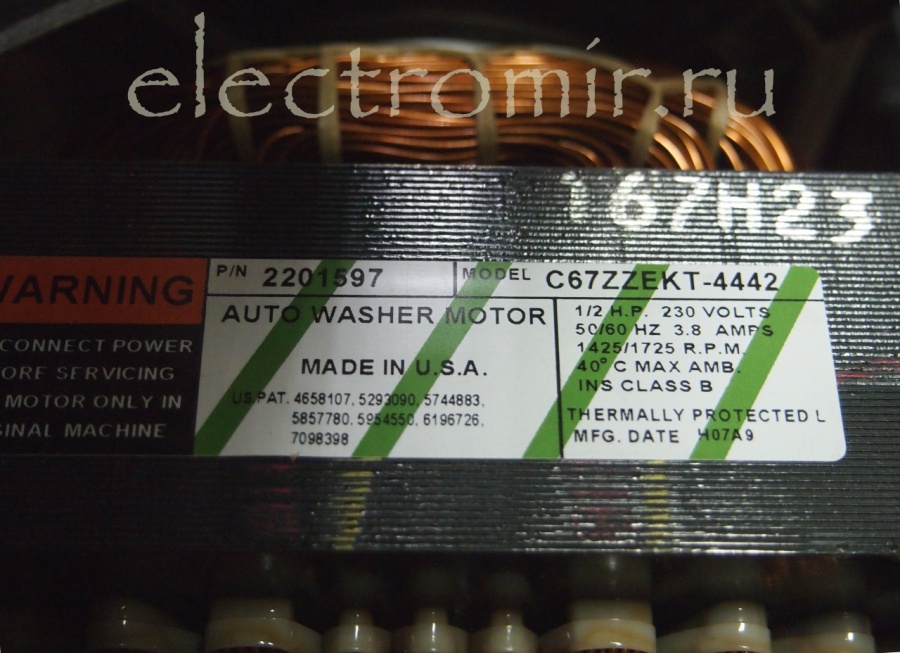 electromir.ru
167H23
WARNING
P/N 2201597
MODEL C67ZZEKT-4442
CONNECT POWER
ORE SERVICING
MOTOR ONLY IN
GINAL MACHINE
AUTO WASHER MOTOR
MADE IN U.S.A.
US.PAT. 4658107, 5293090, 5744883,
5857780, 5954550, 6196726,
7098398
1/2 H.P. 230 VOLTS
50/60 HZ 3.8 AMPS
1425/1725 R.P.M.
40° C MAX AMB.
INS CLASS B
THERMALLY PROTECTED L
MFG. DATE H07A9